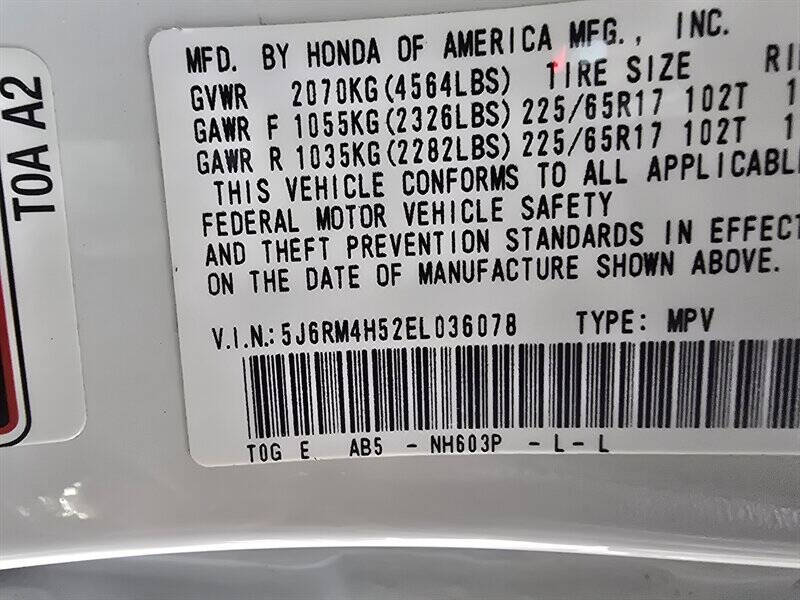 TOA A2
MFD. BY HONDA OF AMERICA MFG., INC.
GVWR 2070KG(4564LBS) TIRE SIZE
GAWR F 1055KG(2326LBS) 225/65R17 102T
GAWR R 1035KG(2282LBS) 225/65R17 102T
THIS VEHICLE CONFORMS TO ALL APPLICABL
FEDERAL MOTOR VEHICLE SAFETY
AND THEFT PREVENTION STANDARDS IN EFFECT
ON THE DATE OF MANUFACTURE SHOWN ABOVE.
V.I.N.: 5J6RM4H52EL036078 TYPE: MPV
T0G E AB5 - NH603P - L - L